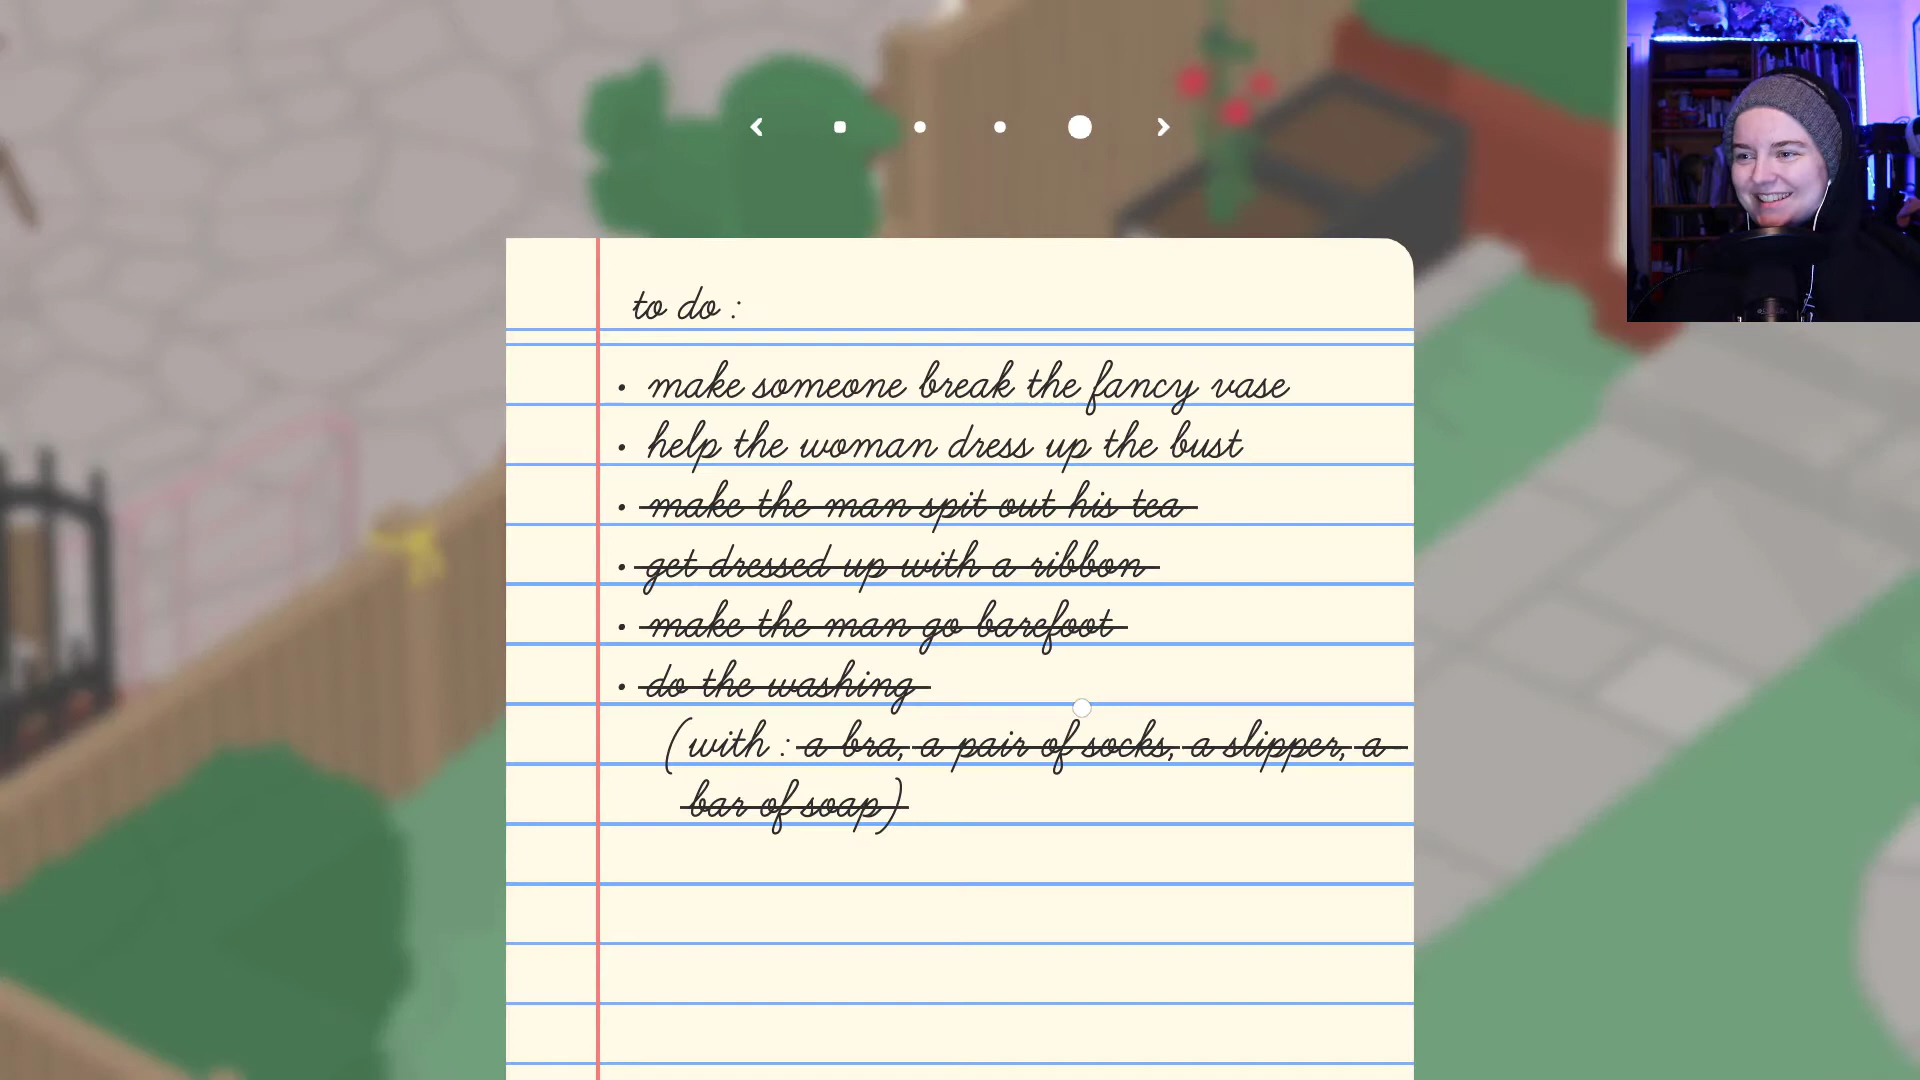 to do :
• make someone break the fancy vase
• help the woman dress up the bust
• make the man spit out his tea
• get dressed up with a ribbon
• make the man go barefoot
• do the washing
(with : a bra, a pair of socks, a slipper, a
bar of soap)